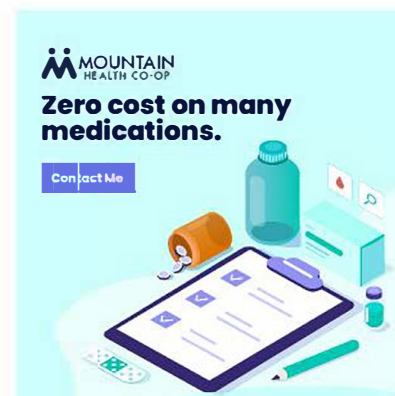 MOUNTAIN
HEALTH CO-OP
Zero cost on many
medications.
Contact Me